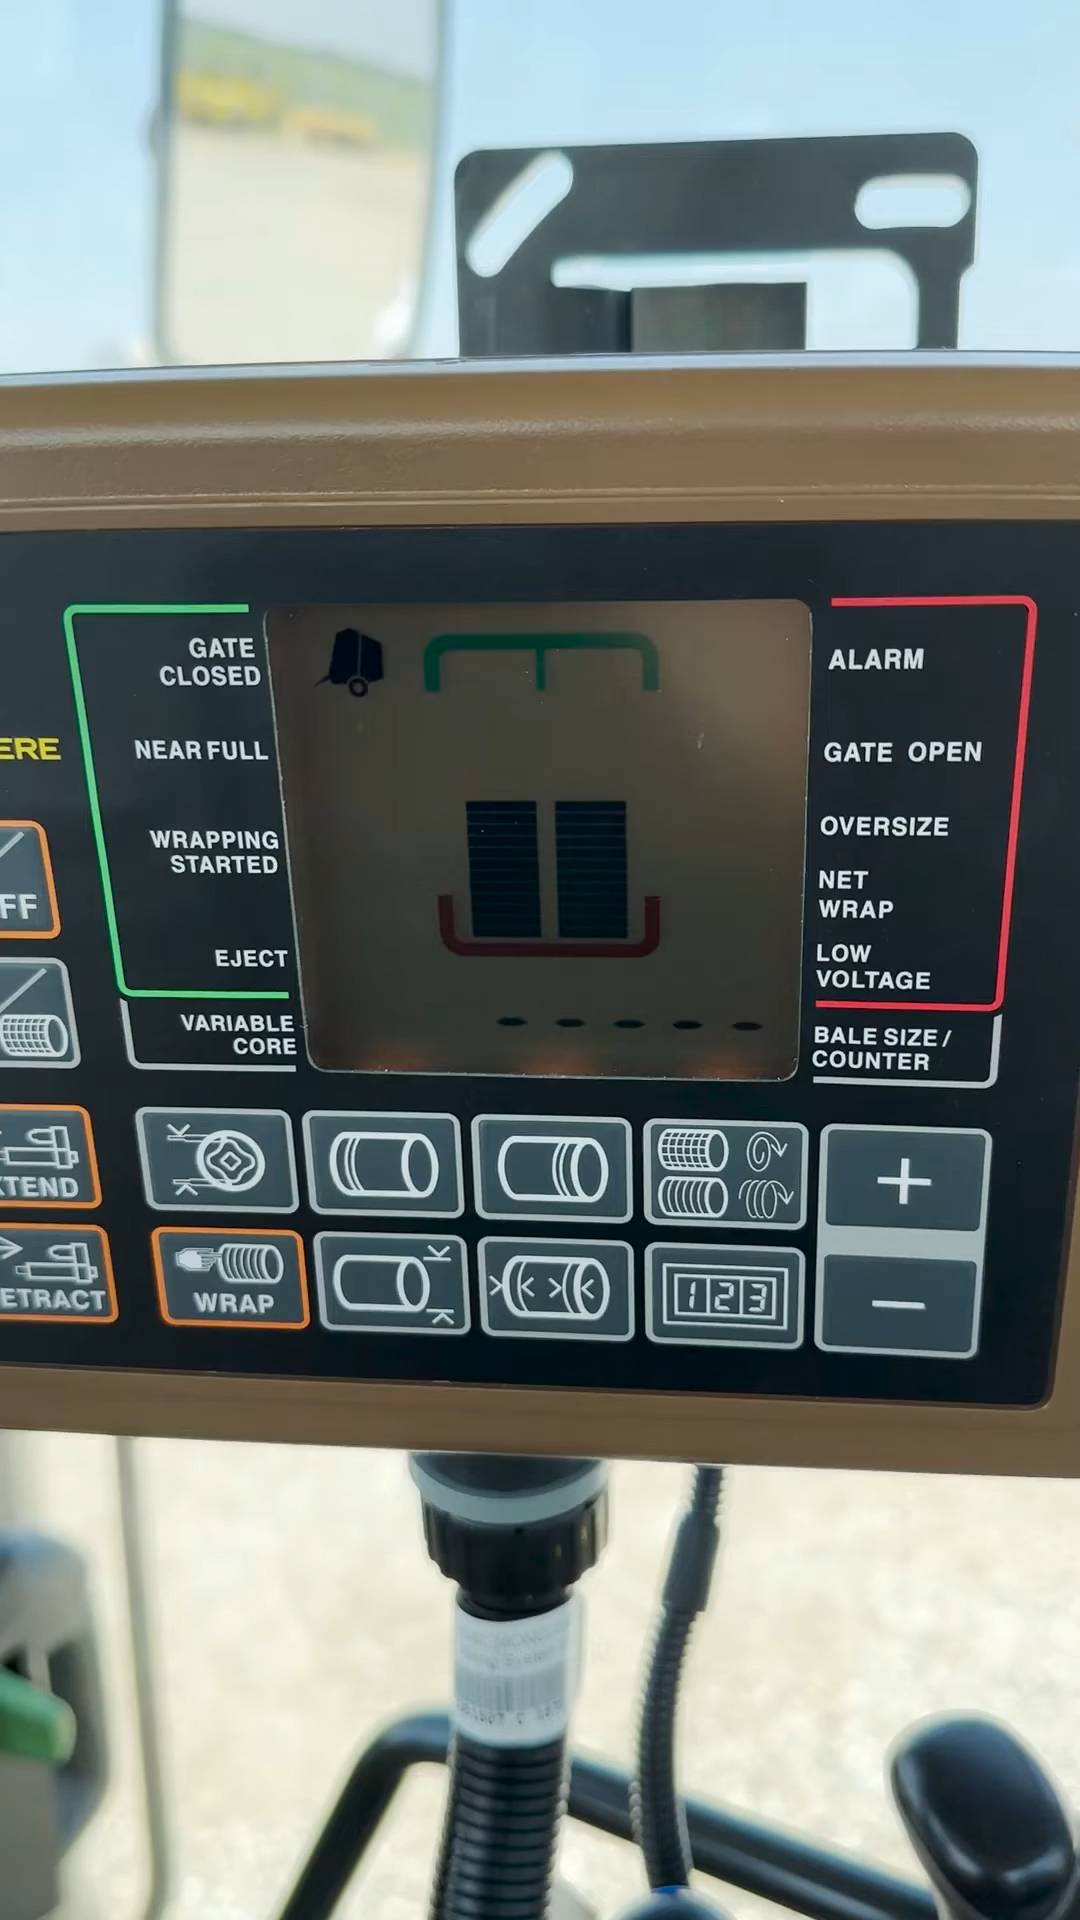 GATE
CLOSED
NEAR FULL
WRAPPING
STARTED
EJECT
VARIABLE
CORE
ALARM
GATE OPEN
OVERSIZE
NET
WRAP
LOW
VOLTAGE
BALE SIZE /
COUNTER
ERE
FF
XTEND
ETRACT
WRAP
123
+
−